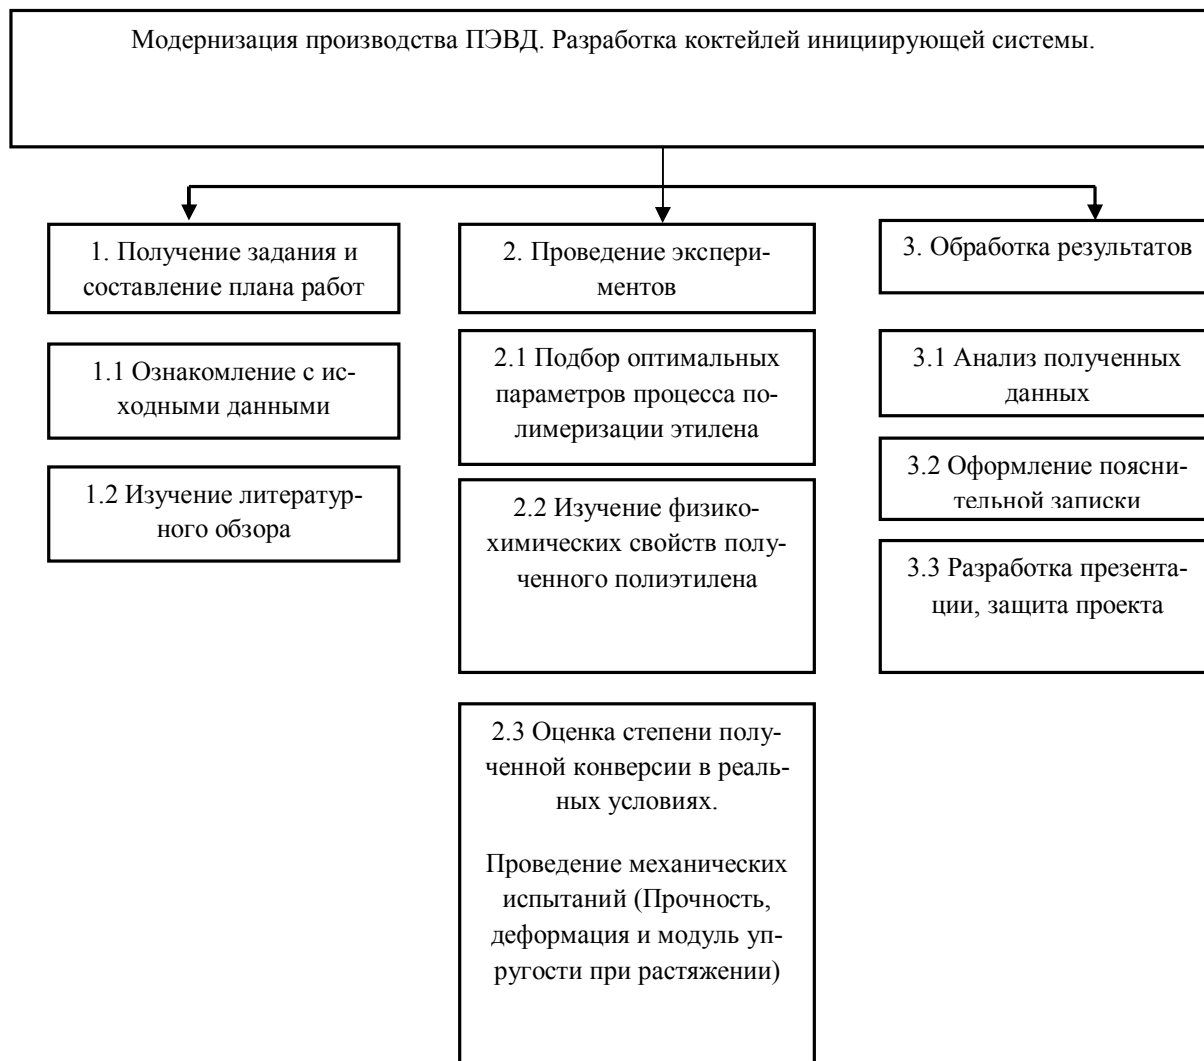 Модернизация производства ПЭВД. Разработка коктейлей инициирующей системы.
1. Получение задания и
составление плана работ
1.1 Ознакомление с ис-
ходными данными
1.2 Изучение литератур-
ного обзора
2. Проведение экспери-
ментов
2.1 Подбор оптимальных
параметров процесса по-
лимеризации этилена
2.2 Изучение физико-
химических свойств полу-
ченного полиэтилена
2.3 Оценка степени полу-
ченной конверсии в реаль-
ных условиях.
Проведение механических
испытаний (Прочность,
деформация и модуль уп-
ругости при растяжении)
3. Обработка результатов
3.1 Анализ полученных
данных
3.2 Оформление поясни-
тельной записки
3.3 Разработка презента-
ции, защита проекта